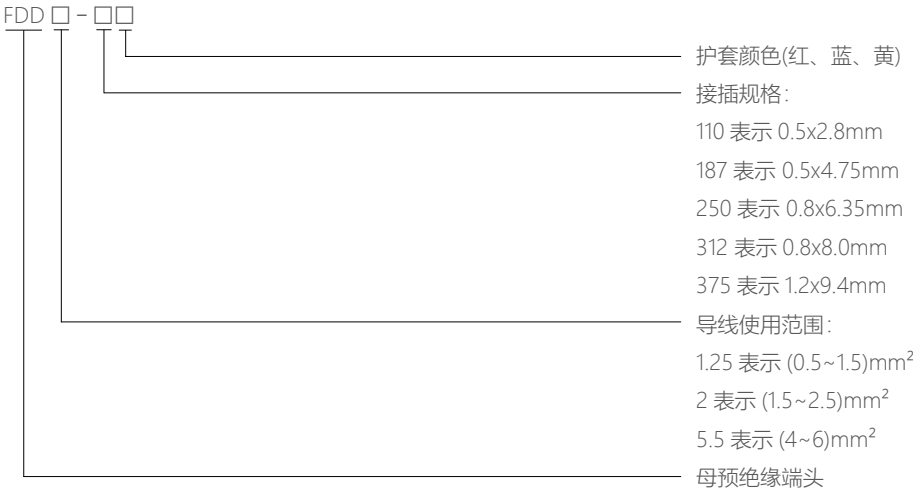 FDD □ - □□
护套颜色(红、蓝、黄)
接插规格:
110 表示 0.5x2.8mm
187 表示 0.5x4.75mm
250 表示 0.8x6.35mm
312 表示 0.8x8.0mm
375 表示 1.2x9.4mm
导线使用范围:
1.25 表示 (0.5~1.5)mm²
2 表示 (1.5~2.5)mm²
5.5 表示 (4~6)mm²
母预绝缘端头